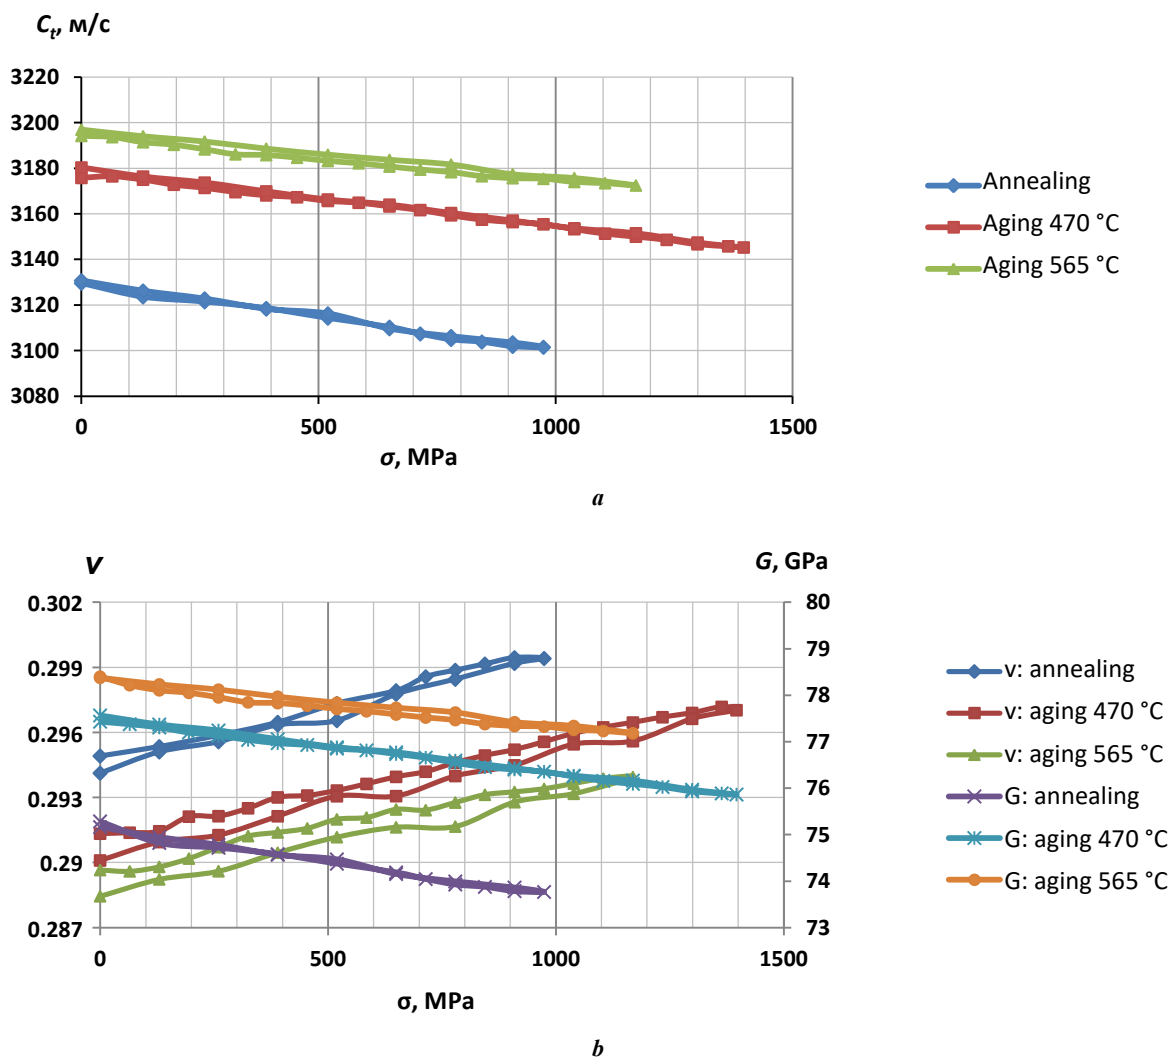 Cₜ, м/с
3220
3200
3180
3160
3140
3120
3100
3080
0 500 1000 1500
σ, MPa
Annealing
Aging 470 °C
Aging 565 °C
a
V
G, GPa
0.302
0.299
0.296
0.293
0.29
0.287
80
79
78
77
76
75
74
73
0 500 1000 1500
σ, MPa
v: annealing
v: aging 470 °C
v: aging 565 °C
G: annealing
G: aging 470 °C
G: aging 565 °C
b